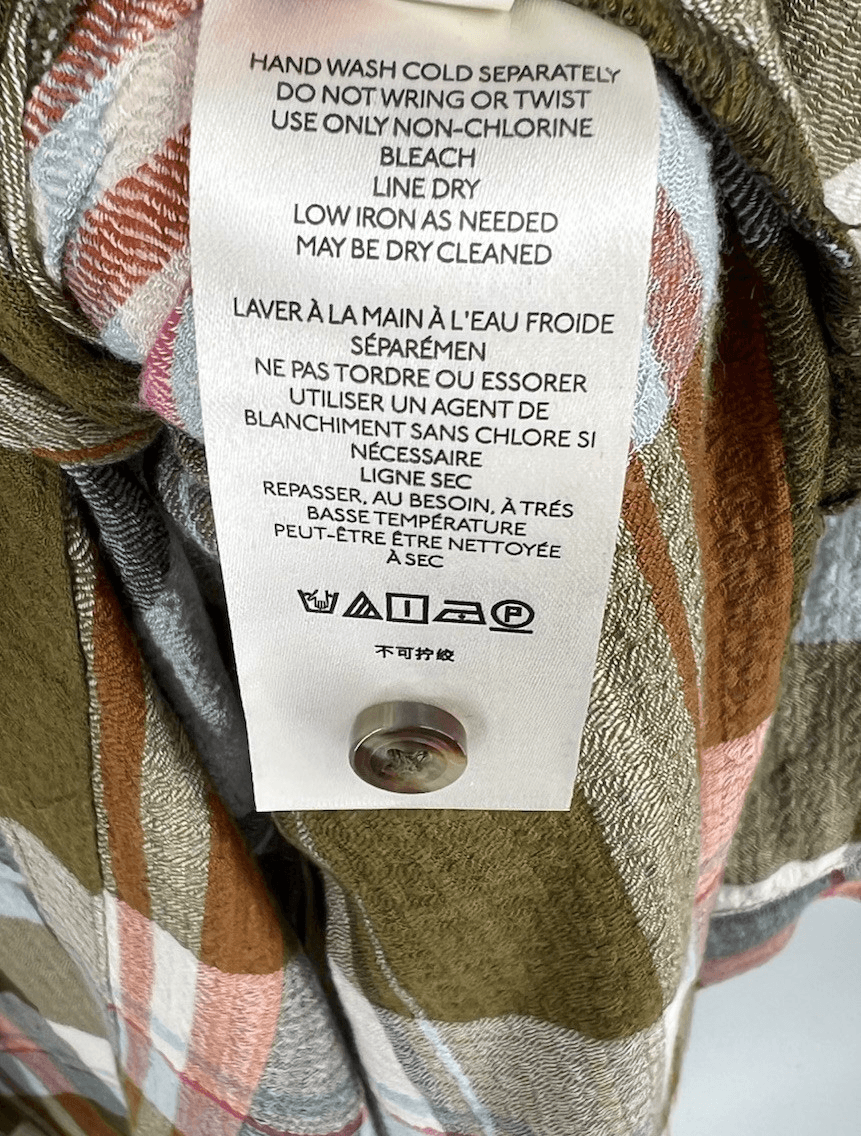 HAND WASH COLD SEPARATELY
DO NOT WRING OR TWIST
USE ONLY NON-CHLORINE
BLEACH
LINE DRY
LOW IRON AS NEEDED
MAY BE DRY CLEANED
LAVER À LA MAIN À L'EAU FROIDE
SÉPARÉMEN
NE PAS TORDRE OU ESSORER
UTILISER UN AGENT DE
BLANCHIMENT SANS CHLORE SI
NÉCESSAIRE
LIGNE SEC
REPASSER, AU BESOIN, À TRÉS
BASSE TEMPÉRATURE
PEUT-ÊTRE ÊTRE NETTOYÉE
À SEC
P
不可拧绞